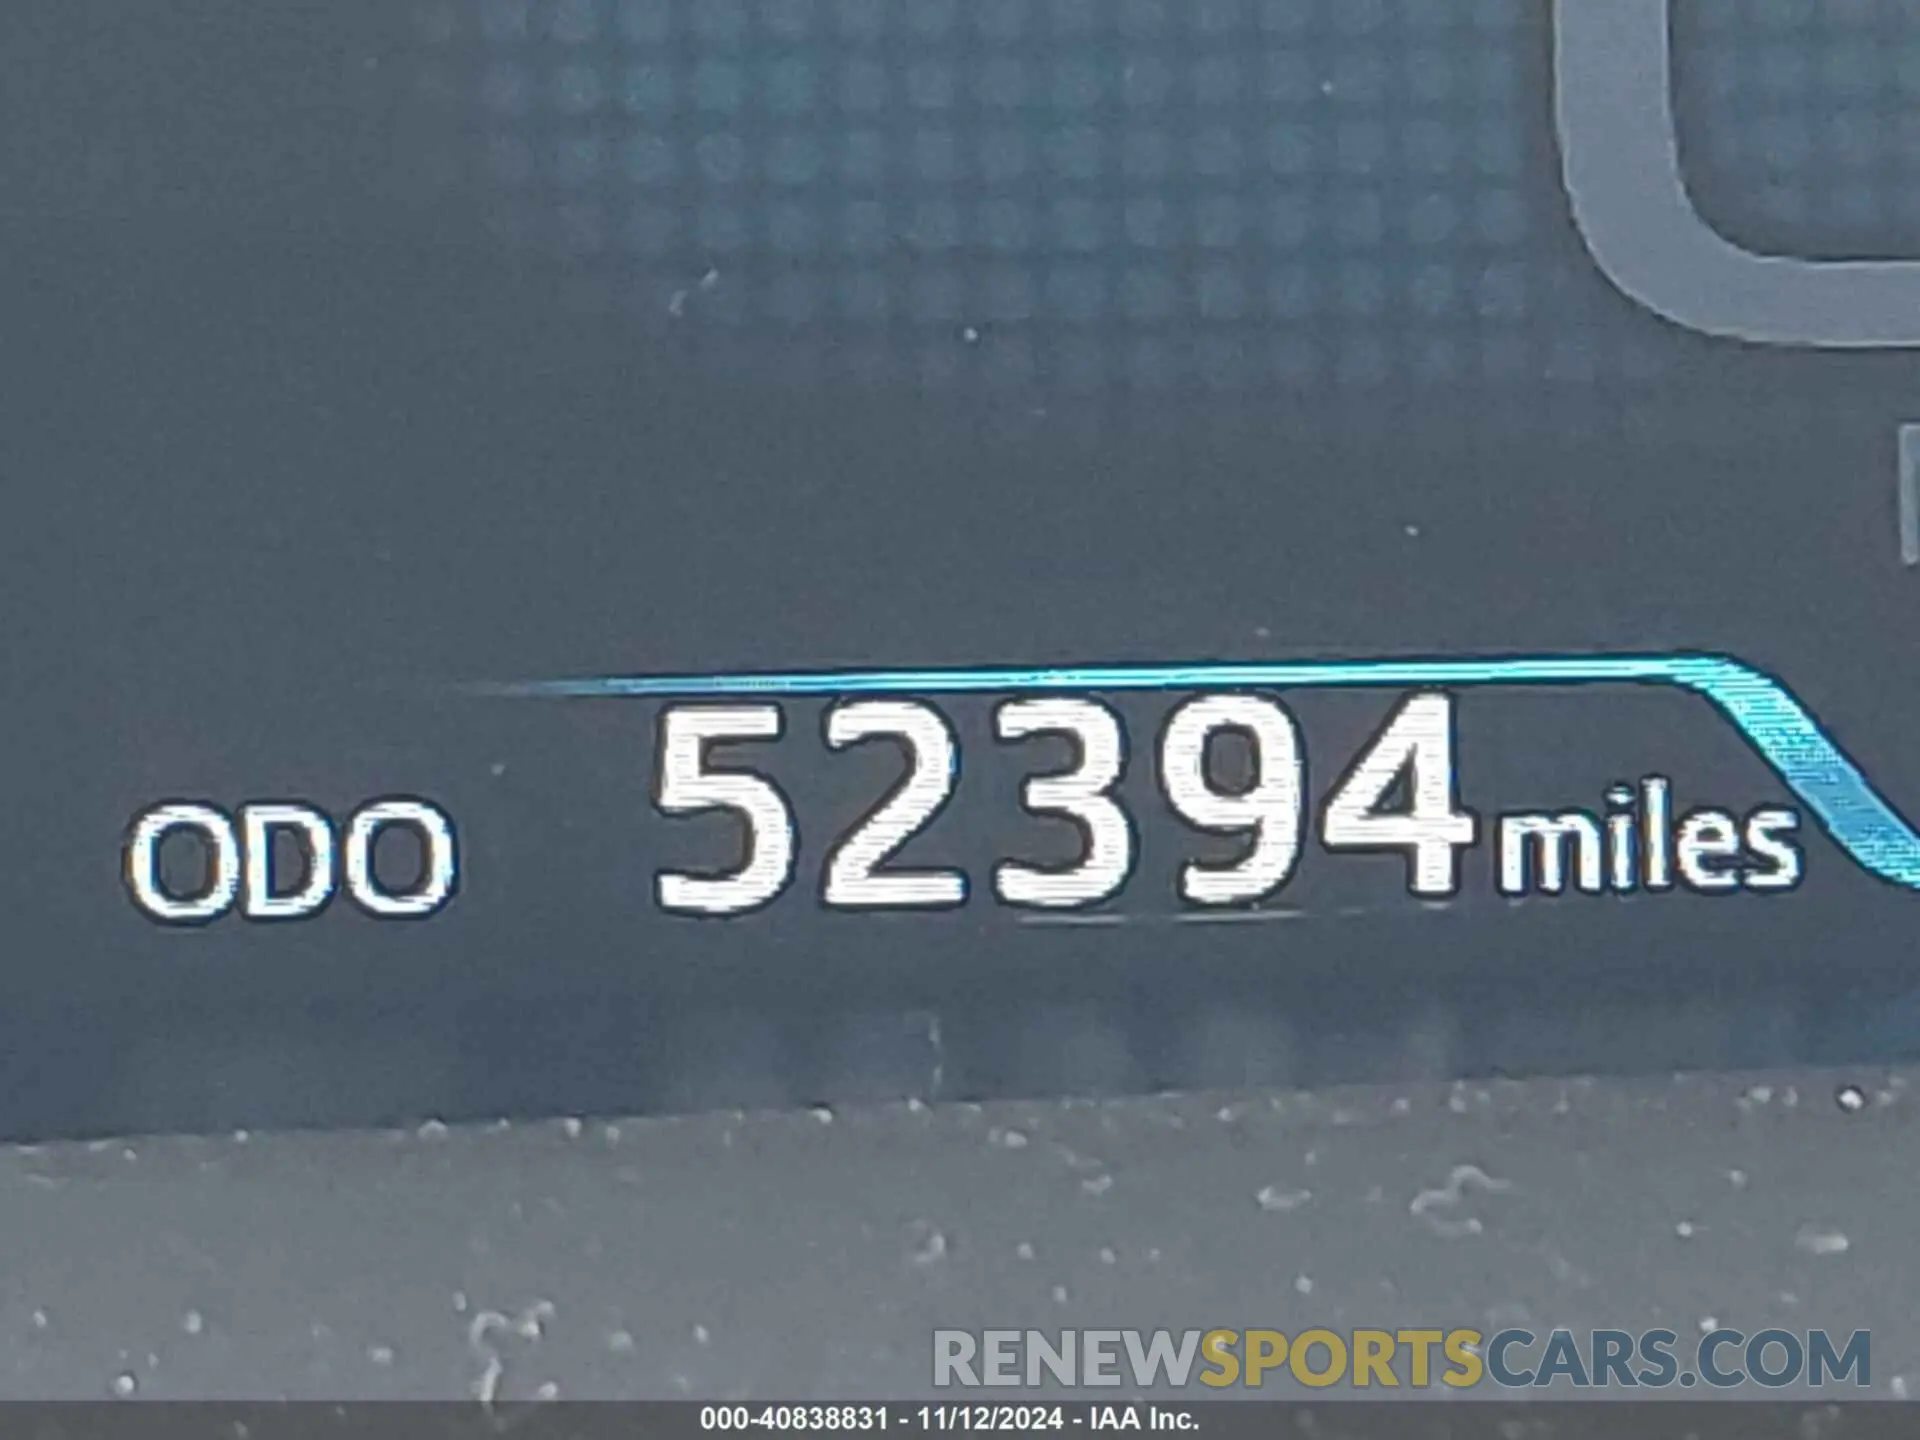 ODO 52394 miles
RENEWSPORTSCARS.COM
000-40838831 - 11/12/2024 - IAA Inc.